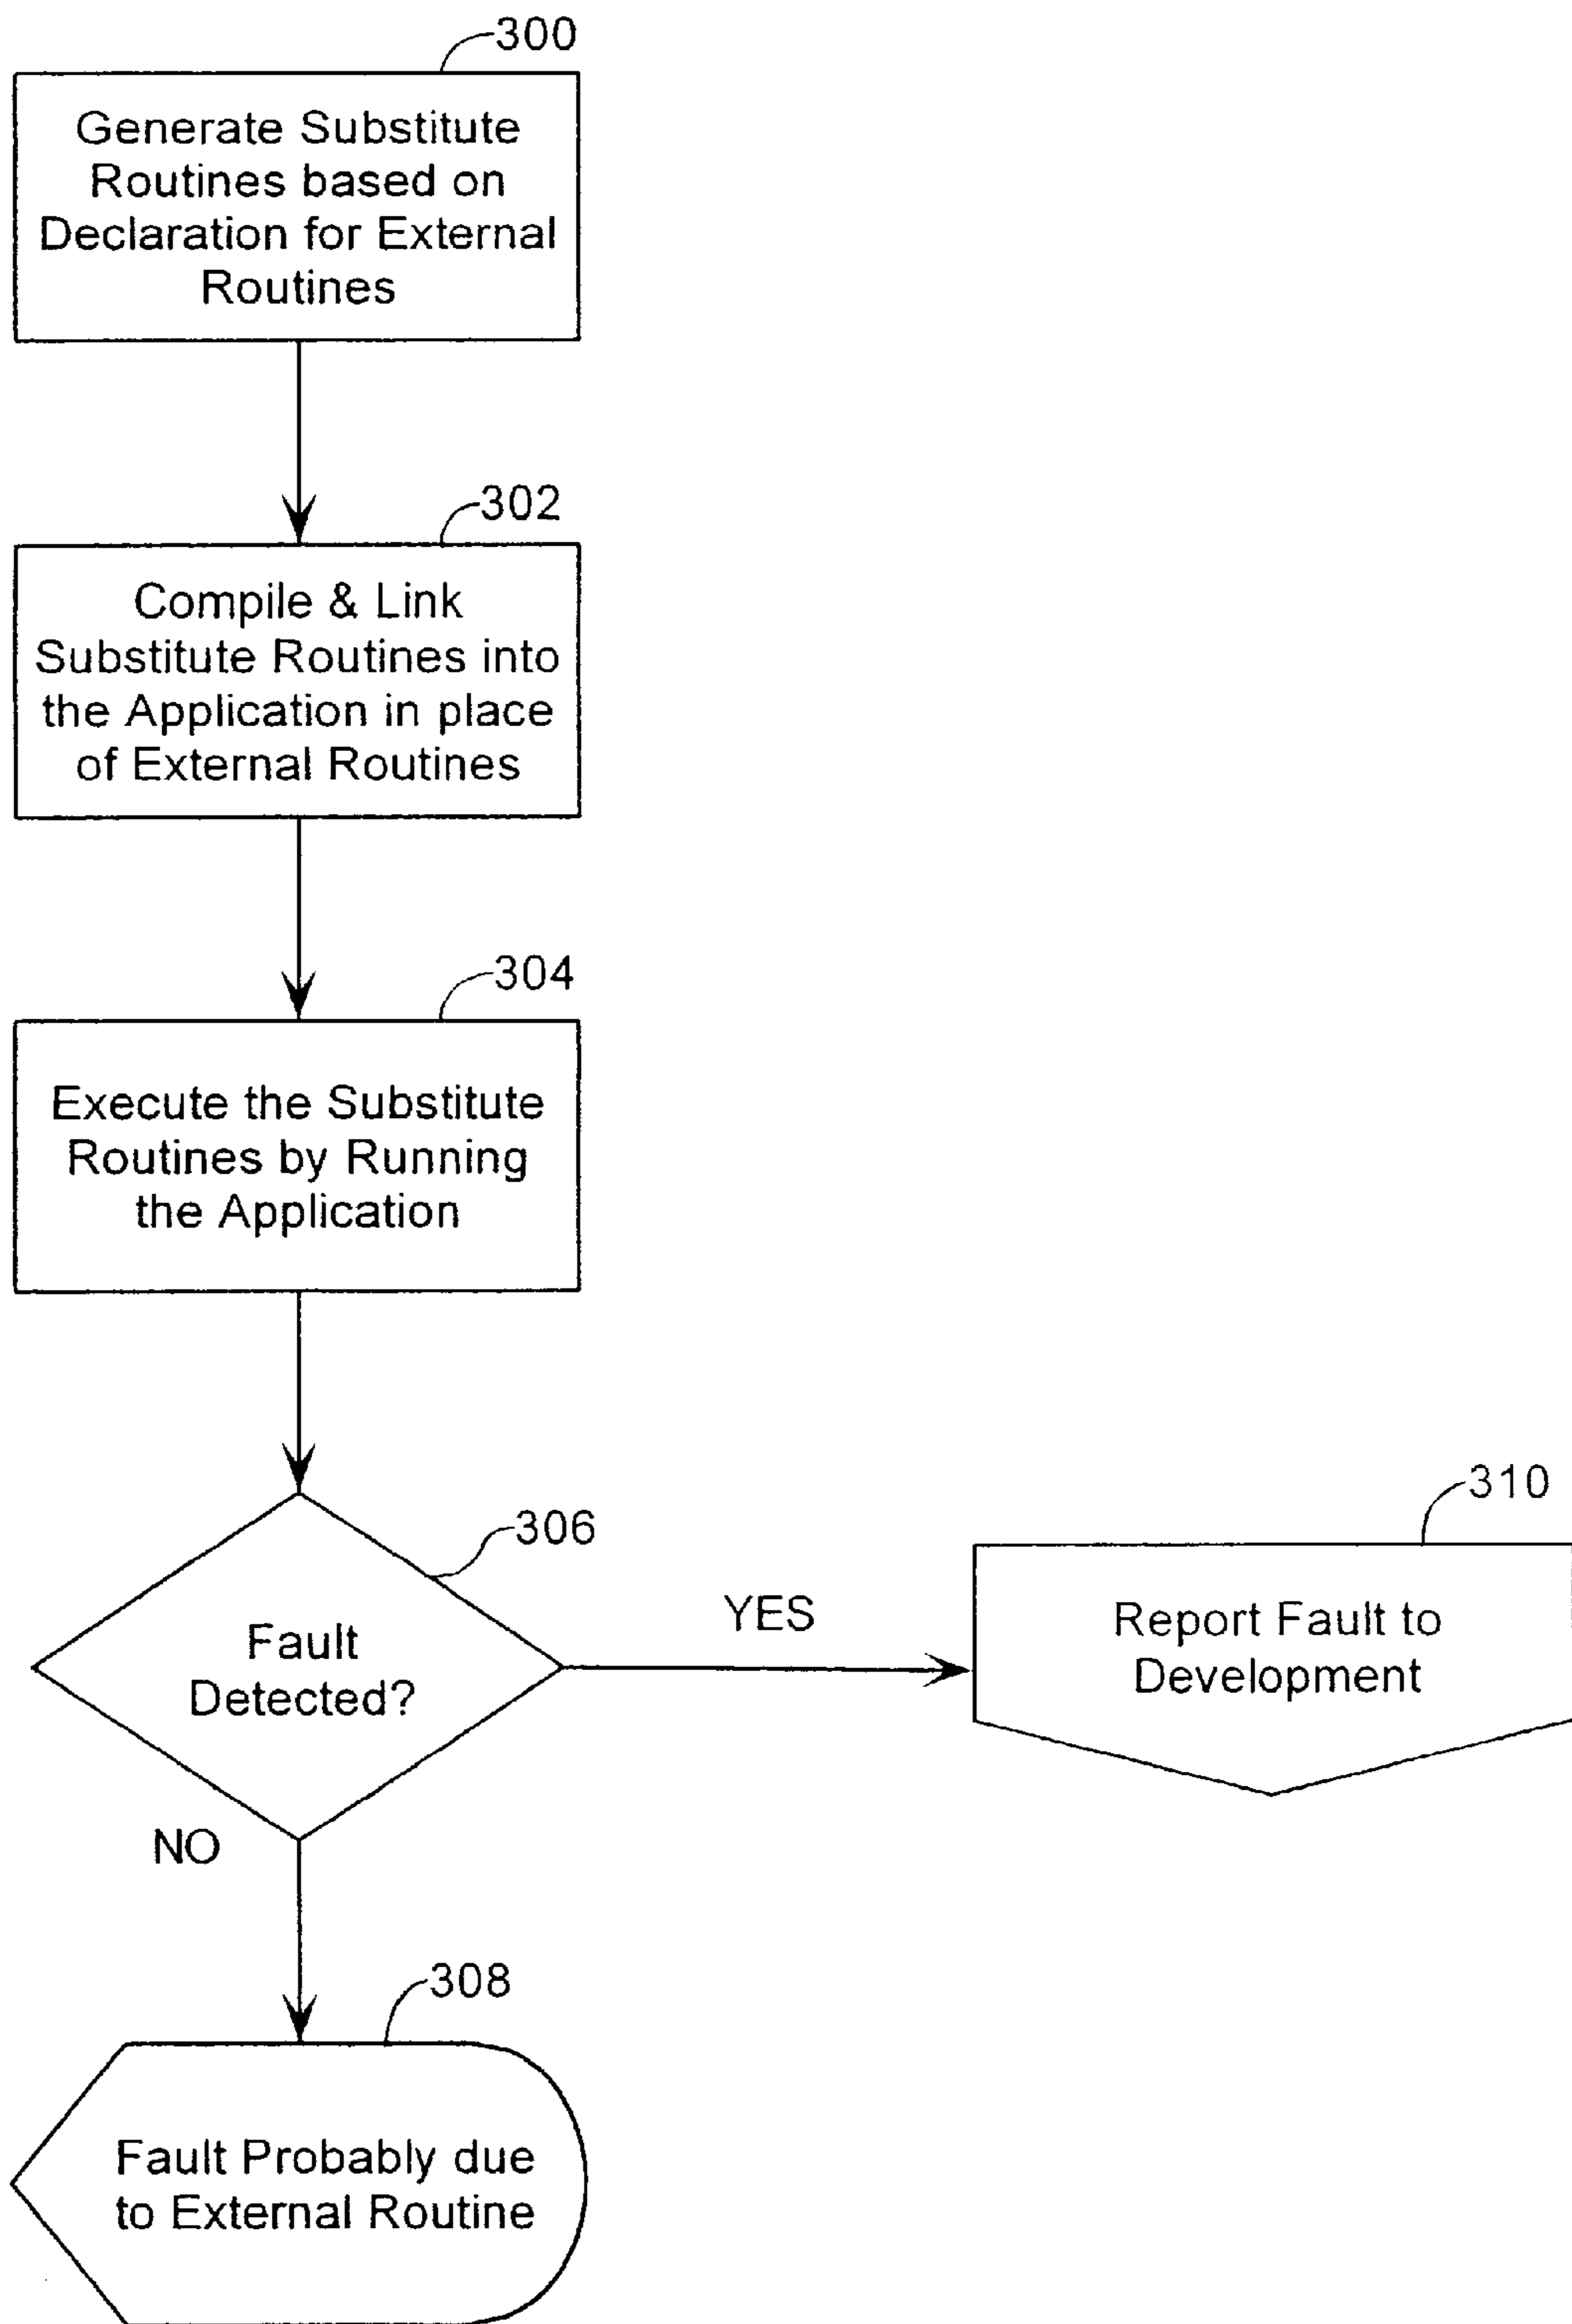 300
Generate Substitute
Routines based on
Declaration for External
Routines
302
Compile & Link
Substitute Routines into
the Application in place
of External Routines
304
Execute the Substitute
Routines by Running
the Application
306
Fault
Detected?
YES
310
Report Fault to
Development
NO
308
Fault Probably due
to External Routine